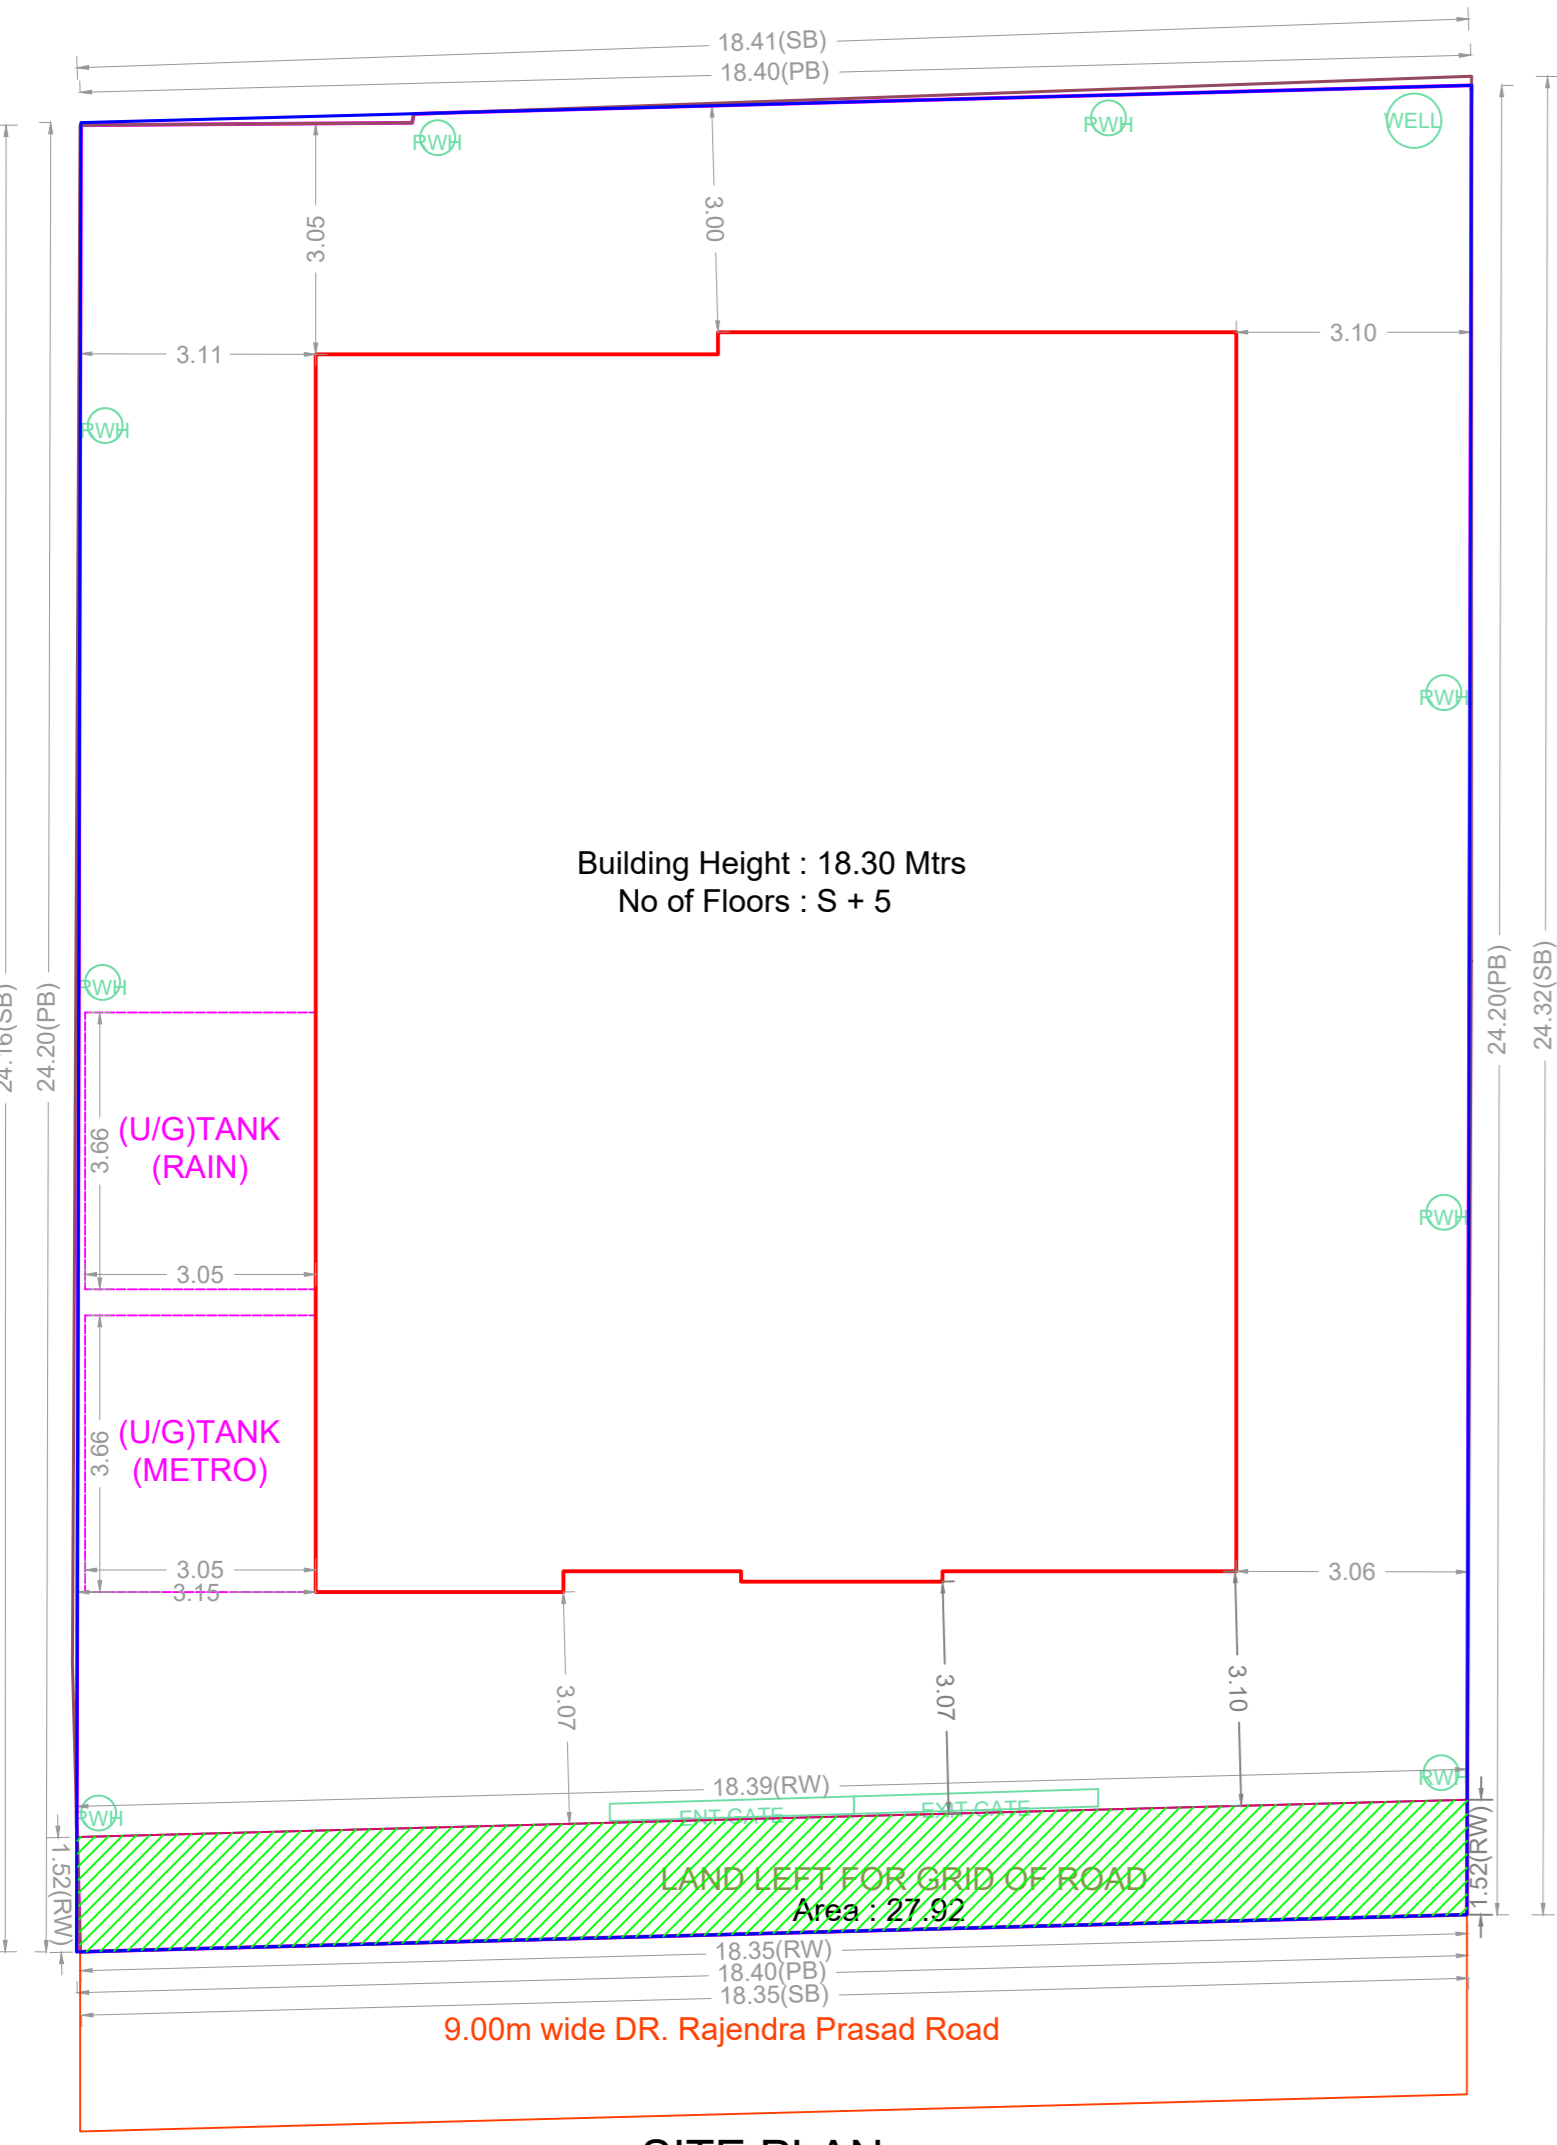 18.41(SB)
18.40(PB)
RWH
RWH
WELL
3.05
3.00
3.11
3.10
RWH
RWH
Building Height : 18.30 Mtrs
No of Floors : S + 5
24.16(SB)
24.20(PB)
24.20(PB)
24.32(SB)
RWH
(U/G)TANK
(RAIN)
3.66
3.05
RWH
(U/G)TANK
(METRO)
3.66
3.05
3.15
3.06
3.07
3.07
3.10
18.39(RW)
RWH
RWH
ENT GATE
EXIT GATE
1.52(RW)
1.52(RW)
LAND LEFT FOR GRID OF ROAD
Area : 27.92
18.35(RW)
18.40(PB)
18.35(SB)
9.00m wide DR. Rajendra Prasad Road
SITE PLAN